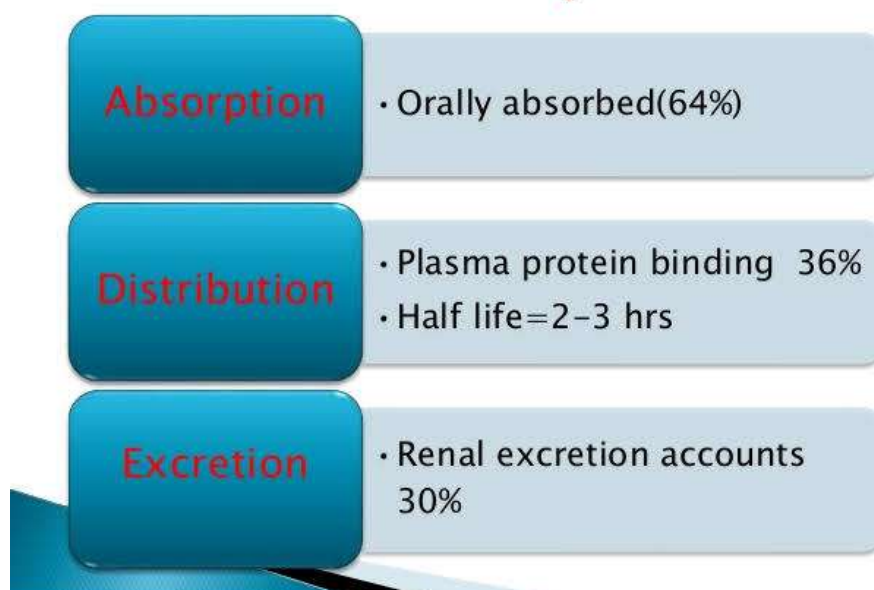 Absorption
• Orally absorbed(64%)
Distribution
• Plasma protein binding 36%
• Half life=2-3 hrs
Excretion
• Renal excretion accounts
30%